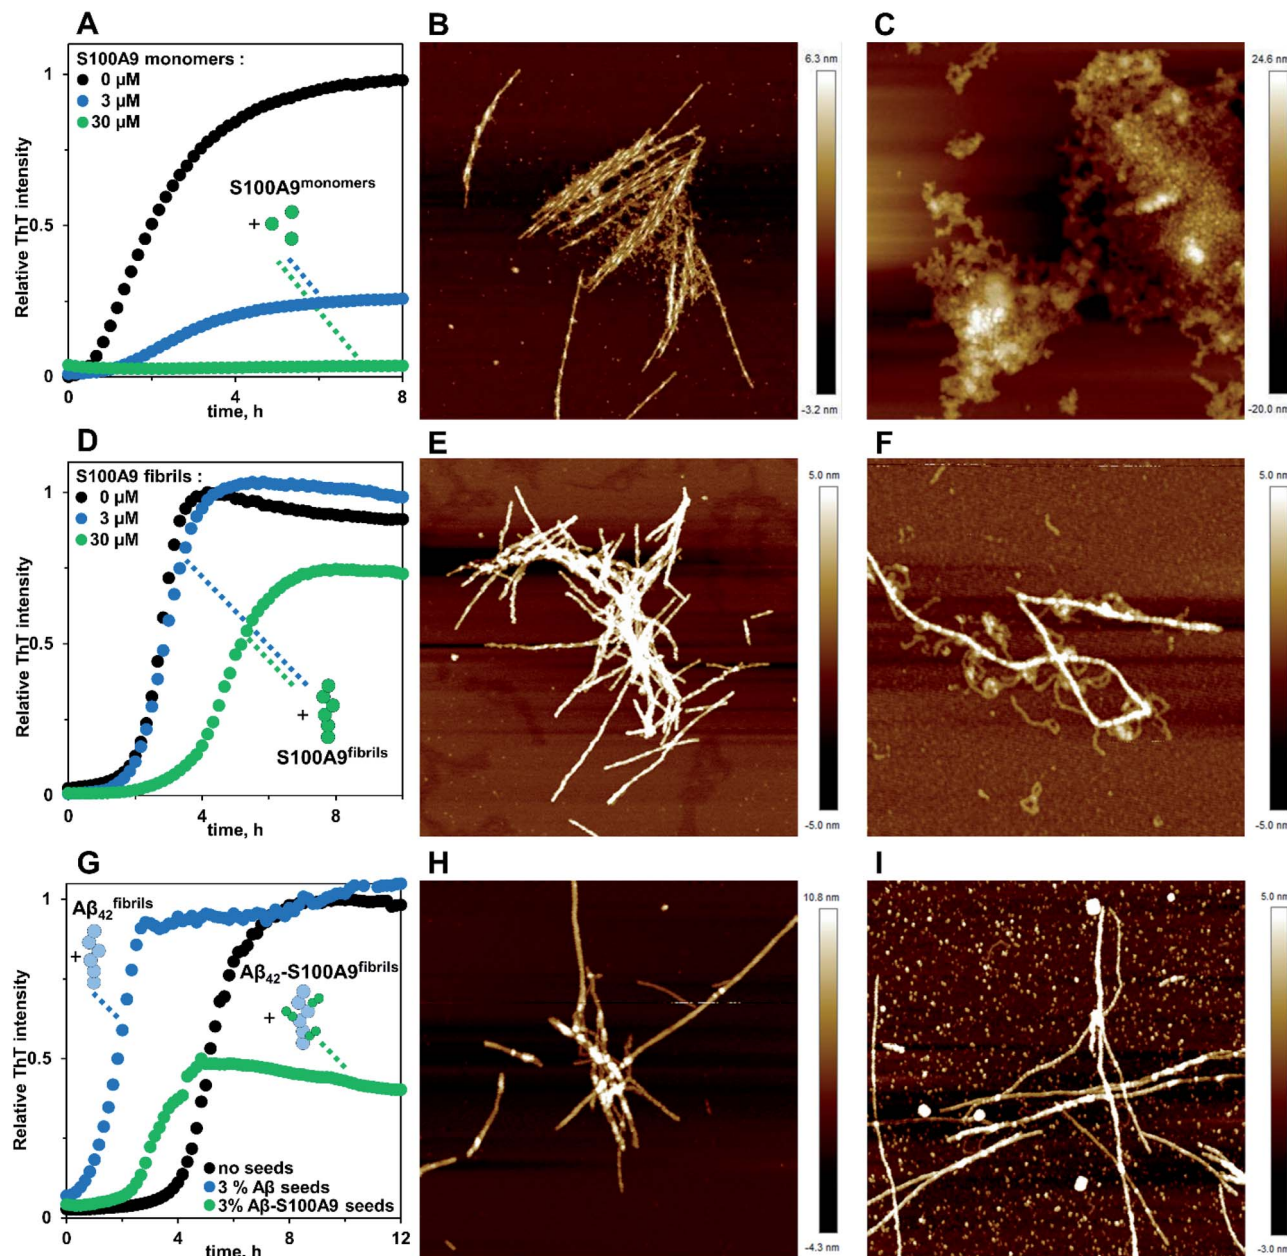 A
S100A9 monomers :
0 µM
3 µM
30 µM
1
0.5
0
Relative ThT intensity
S100A9monomers
+
0 4 8
time, h
B
6.3 nm
-3.2 nm
C
24.6 nm
-20.0 nm
D
S100A9 fibrils :
0 µM
3 µM
30 µM
1
0.5
0
Relative ThT intensity
+
S100A9fibrils
0 4 8
time, h
E
5.0 nm
-5.0 nm
F
5.0 nm
-5.0 nm
G
1
0.5
0
Relative ThT intensity
Aβ42fibrils
+
Aβ42-S100A9fibrils
+
no seeds
3 % Aβ seeds
3% Aβ-S100A9 seeds
0 4 8 12
time, h
H
10.8 nm
-4.3 nm
I
5.0 nm
-3.0 nm